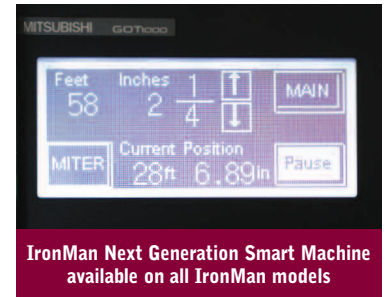 MITSUBISHI GOT1000
Feet Inches 1 ↑ MAIN
58 2 4 ↓
MITER Current Position Pause
28ft 6.89in
IronMan Next Generation Smart Machine
available on all IronMan models